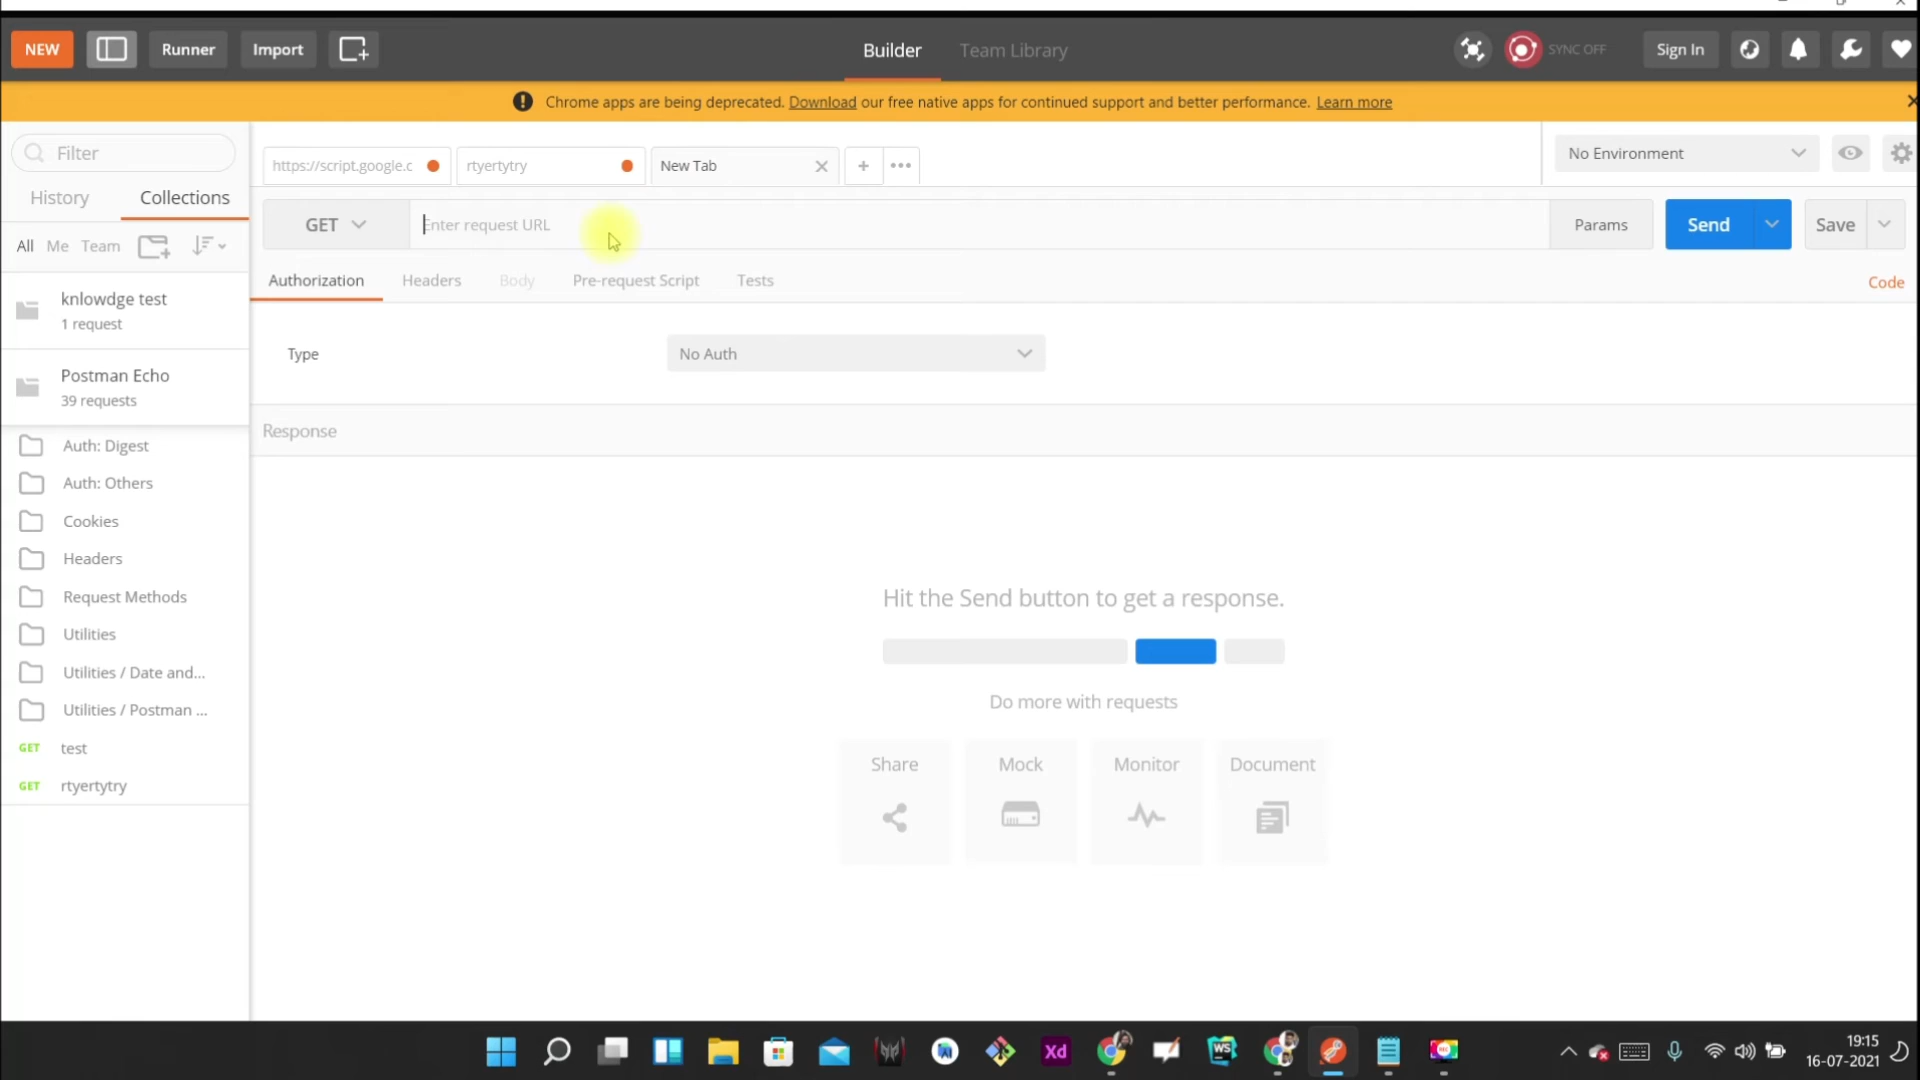 NEW
Runner
Import
Builder
Team Library
SYNC OFF
Sign In
Chrome apps are being deprecated. Download our free native apps for continued support and better performance. Learn more
Filter
History
Collections
All
Me
Team
knlowdge test
1 request
Postman Echo
39 requests
Auth: Digest
Auth: Others
Cookies
Headers
Request Methods
Utilities
Utilities / Date and...
Utilities / Postman ...
GET test
GET rtyertytry
https://script.google.c
rtyertytry
New Tab
No Environment
GET
Enter request URL
Params
Send
Save
Authorization
Headers
Body
Pre-request Script
Tests
Code
Type
No Auth
Response
Hit the Send button to get a response.
Do more with requests
Share
Mock
Monitor
Document
Xd
WS
19:15
16-07-2021